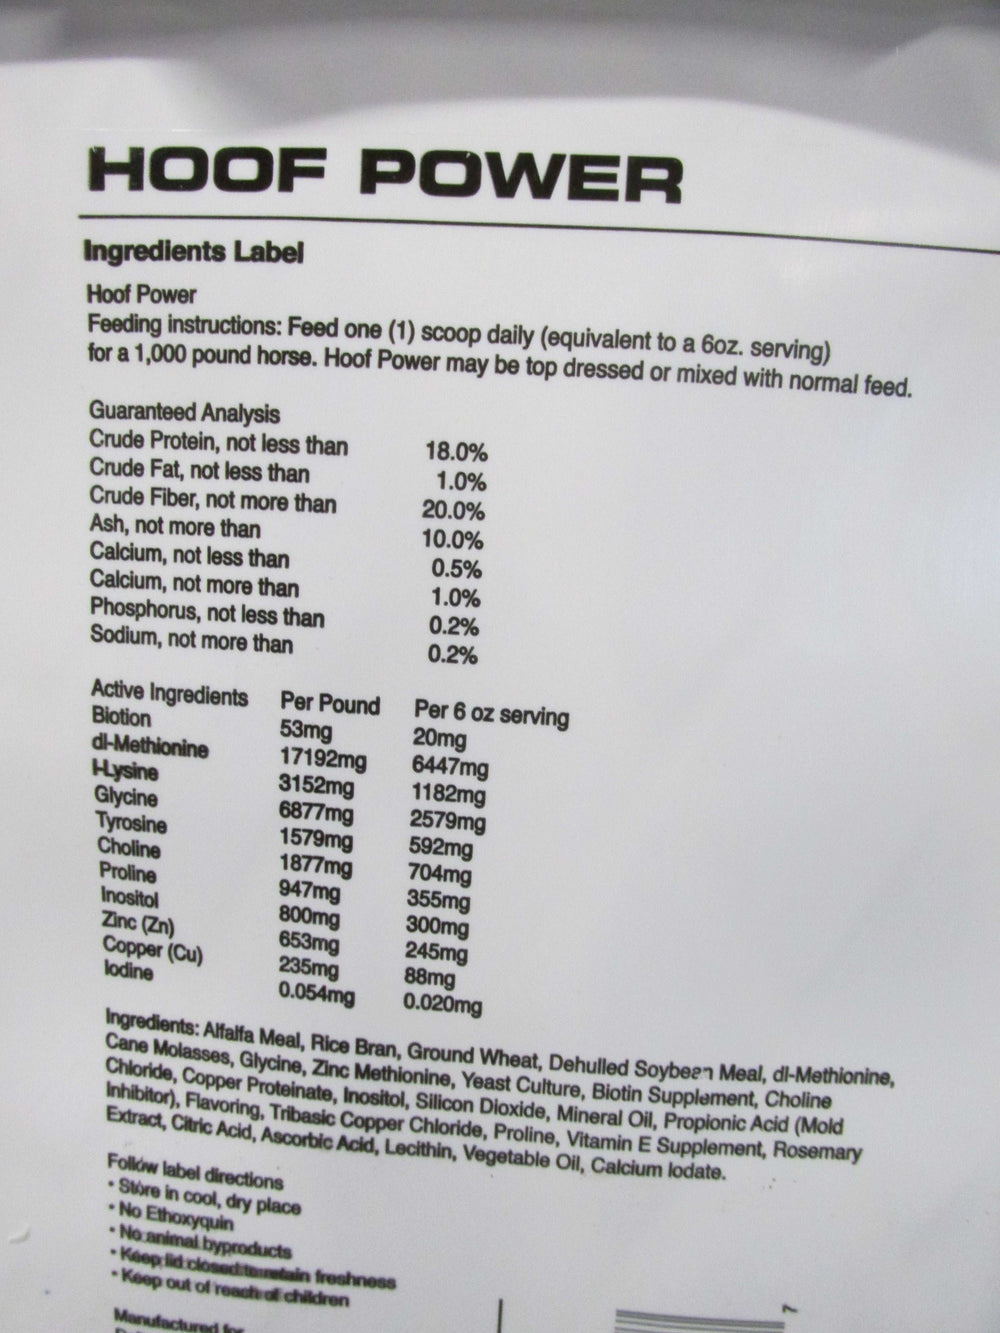 HOOF POWER
Ingredients Label
Hoof Power
Feeding instructions: Feed one (1) scoop daily (equivalent to a 6oz. serving)
for a 1,000 pound horse. Hoof Power may be top dressed or mixed with normal feed.
Guaranteed Analysis
Crude Protein, not less than 18.0%
Crude Fat, not less than 1.0%
Crude Fiber, not more than 20.0%
Ash, not more than 10.0%
Calcium, not less than 0.5%
Calcium, not more than 1.0%
Phosphorus, not less than 0.2%
Sodium, not more than 0.2%
Active Ingredients Per Pound Per 6 oz serving
Biotion 53mg 20mg
dl-Methionine 17192mg 6447mg
l-Lysine 3152mg 1182mg
Glycine 6877mg 2579mg
Tyrosine 1579mg 592mg
Choline 1877mg 704mg
Proline 947mg 355mg
Inositol 800mg 300mg
Zinc (Zn) 653mg 245mg
Copper (Cu) 235mg 88mg
Iodine 0.054mg 0.020mg
Ingredients: Alfalfa Meal, Rice Bran, Ground Wheat, Dehulled Soybean Meal, dl-Methionine,
Cane Molasses, Glycine, Zinc Methionine, Yeast Culture, Biotin Supplement, Choline
Chloride, Copper Proteinate, Inositol, Silicon Dioxide, Mineral Oil, Propionic Acid (Mold
Inhibitor), Flavoring, Tribasic Copper Chloride, Proline, Vitamin E Supplement, Rosemary
Extract, Citric Acid, Ascorbic Acid, Lecithin, Vegetable Oil, Calcium Iodate.
Follow label directions
• Store in cool, dry place
• No Ethoxyquin
• No animal byproducts
• Keep lid closed to retain freshness
• Keep out of reach of children
Manufactured for
7